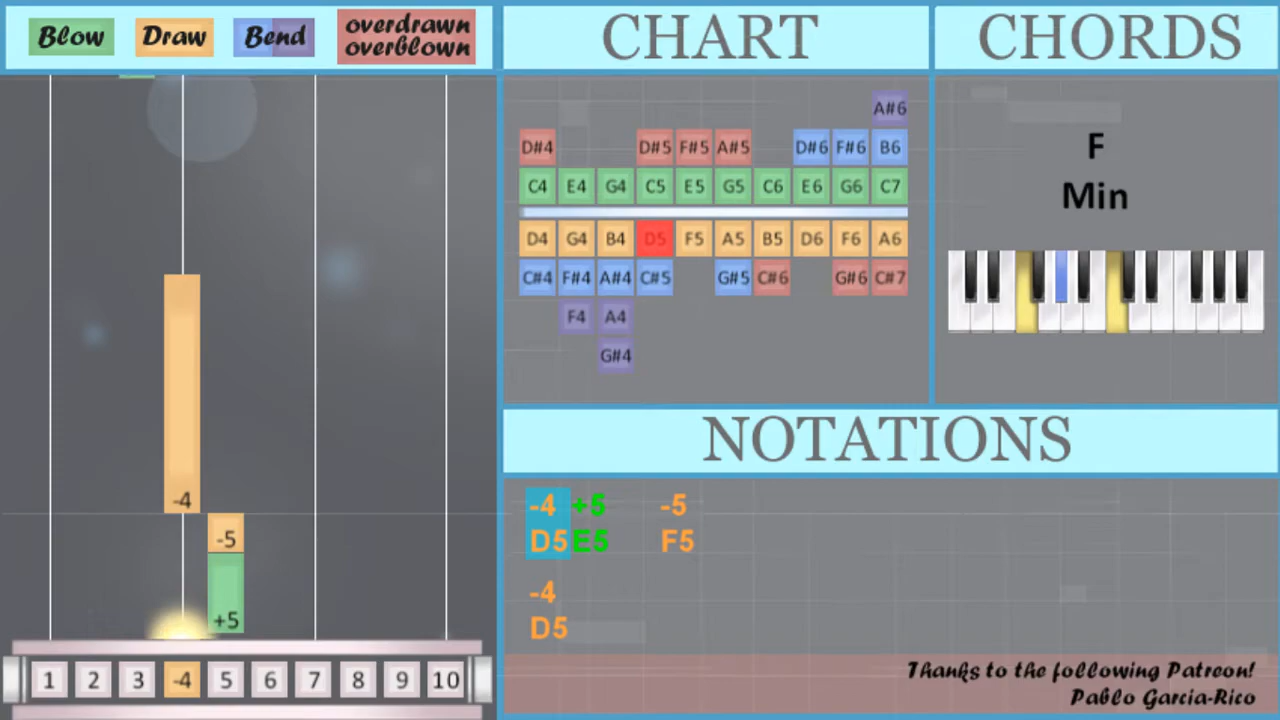 Blow Draw Bend overdrawn
overblown
CHART
CHORDS
A#6
D#4 D#5 F#5 A#5 D#6 F#6 B6
C4 E4 G4 C5 E5 G5 C6 E6 G6 C7
D4 G4 B4 D5 F5 A5 B5 D6 F6 A6
C#4 F#4 A#4 C#5 G#5 C#6 G#6 C#7
F4 A4
G#4
F
Min
-4
-5
+5
1 2 3 -4 5 6 7 8 9 10
NOTATIONS
-4 +5 -5
D5 E5 F5
-4
D5
Thanks to the following Patreon!
Pablo Garcia-Rico